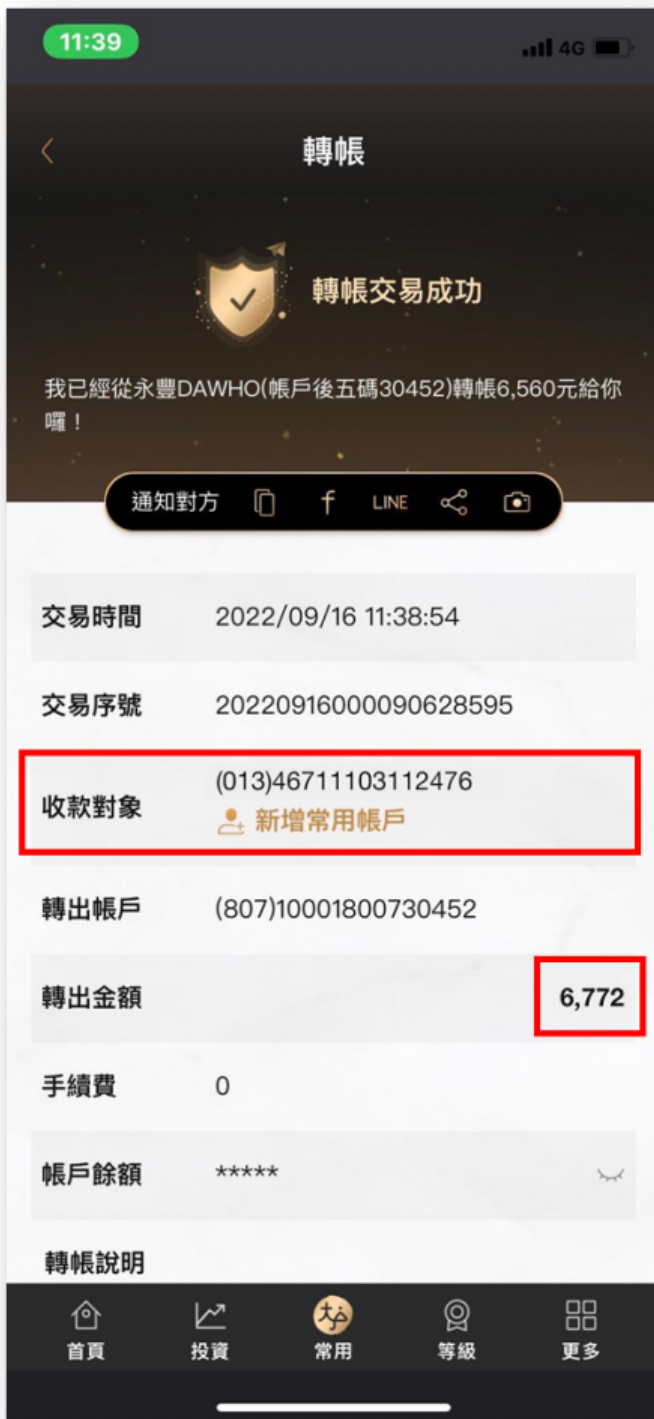 11:39
4G
轉帳
轉帳交易成功
我已經從永豐DAWHO(帳戶後五碼30452)轉帳6,560元給你
囉！
通知對方 f LINE
交易時間 2022/09/16 11:38:54
交易序號 20220916000090628595
收款對象 (013)46711103112476
新增常用帳戶
轉出帳戶 (807)10001800730452
轉出金額 6,772
手續費 0
帳戶餘額 *****
轉帳說明
首頁 投資 常用 等級 更多